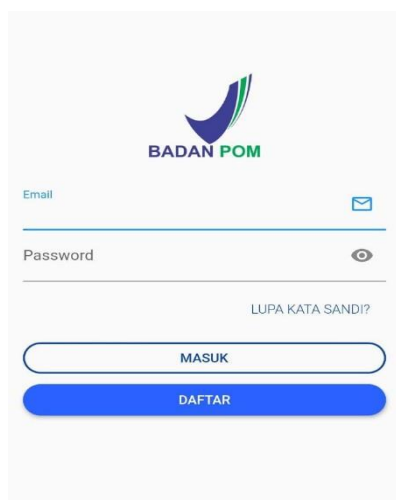 BADAN POM
Email
Password
LUPA KATA SANDI?
MASUK
DAFTAR